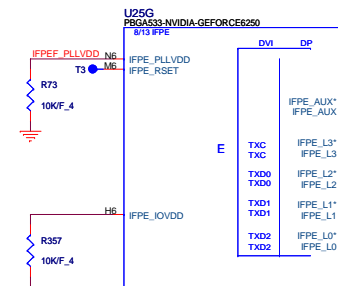 U25G
PBGA533-NVIDIA-GEFORCE6250
8/13 IFPE
DVI DP
IFPEF_PLLVDD N6 IFPE_PLLVDD
T3 M6 IFPE_RSET
R73
10K/F_4
IFPE_AUX*
IFPE_AUX
E
TXC IFPE_L3*
TXC IFPE_L3
TXD0 IFPE_L2*
TXD0 IFPE_L2
TXD1 IFPE_L1*
TXD1 IFPE_L1
H6 IFPE_IOVDD
TXD2 IFPE_L0*
TXD2 IFPE_L0
R357
10K/F_4